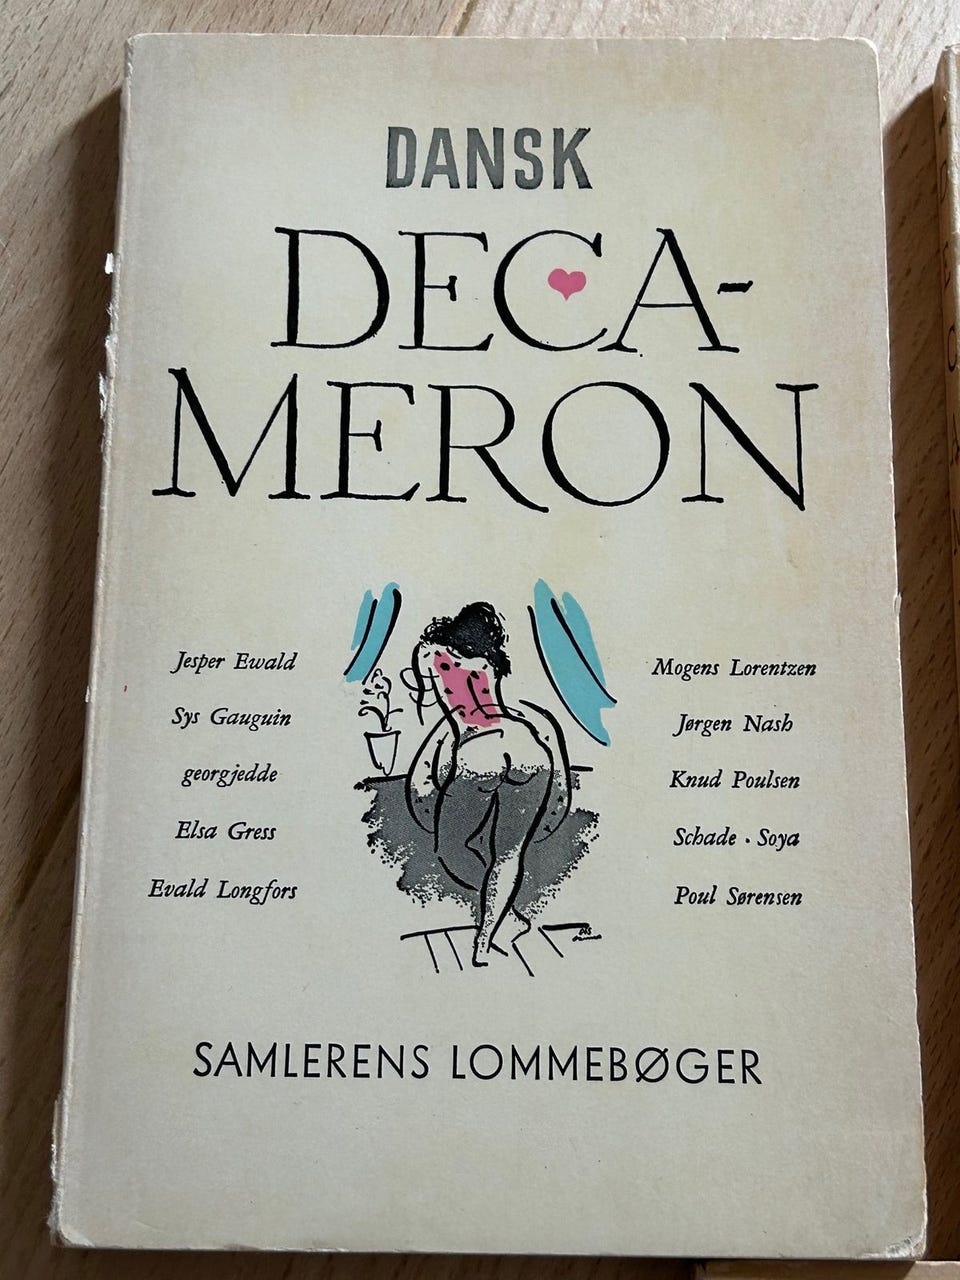 DANSK
DECA-
MERON
Jesper Ewald
Sys Gauguin
georgjedde
Elsa Gress
Evald Longfors
Mogens Lorentzen
Jørgen Nash
Knud Poulsen
Schade · Soya
Poul Sørensen
SAMLERENS LOMMEBØGER